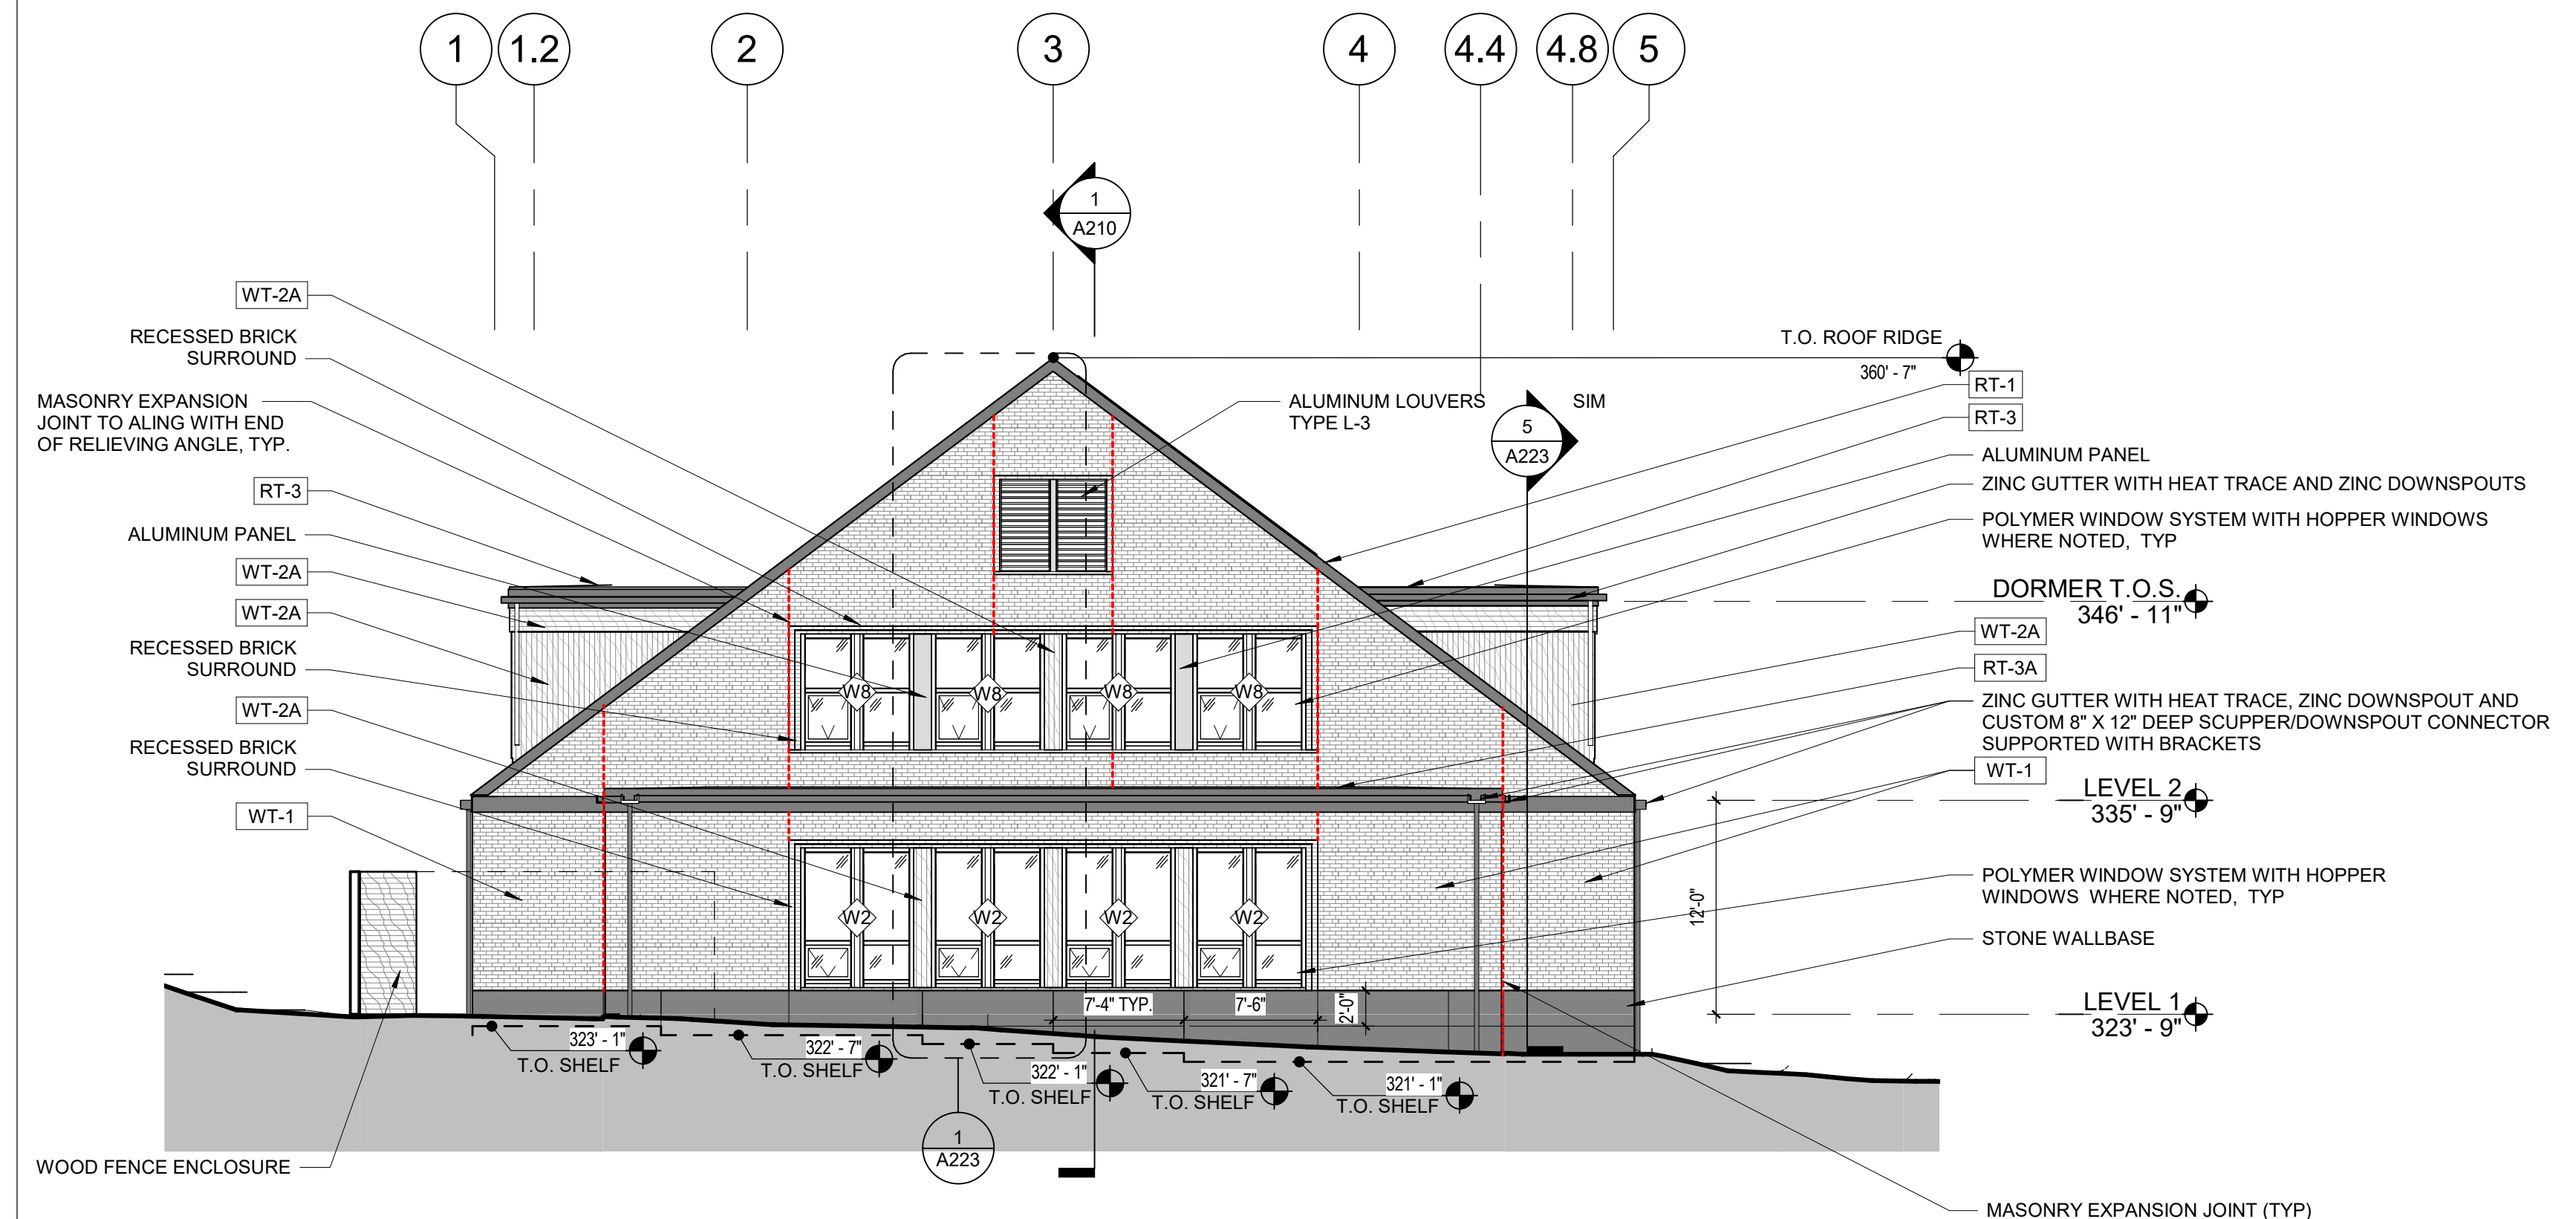 1
1.2
2
3
4
4.4
4.8
5
1
A210
WT-2A
RECESSED BRICK
SURROUND
MASONRY EXPANSION
JOINT TO ALING WITH END
OF RELIEVING ANGLE, TYP.
RT-3
ALUMINUM PANEL
WT-2A
WT-2A
RECESSED BRICK
SURROUND
WT-2A
RECESSED BRICK
SURROUND
WT-1
WOOD FENCE ENCLOSURE
ALUMINUM LOUVERS
TYPE L-3
SIM
5
A223
T.O. ROOF RIDGE
360' - 7"
RT-1
RT-3
ALUMINUM PANEL
ZINC GUTTER WITH HEAT TRACE AND ZINC DOWNSPOUTS
POLYMER WINDOW SYSTEM WITH HOPPER WINDOWS
WHERE NOTED, TYP
DORMER T.O.S.
346' - 11"
WT-2A
RT-3A
ZINC GUTTER WITH HEAT TRACE, ZINC DOWNSPOUT AND
CUSTOM 8" X 12" DEEP SCUPPER/DOWNSPOUT CONNECTOR
SUPPORTED WITH BRACKETS
WT-1
LEVEL 2
335' - 9"
12'-0"
POLYMER WINDOW SYSTEM WITH HOPPER
WINDOWS WHERE NOTED, TYP
STONE WALLBASE
LEVEL 1
323' - 9"
MASONRY EXPANSION JOINT (TYP)
W8
W8
W8
W8
W2
W2
W2
W2
7'-4" TYP.
7'-6"
2'-0"
323' - 1"
T.O. SHELF
322' - 7"
T.O. SHELF
322' - 1"
T.O. SHELF
321' - 7"
T.O. SHELF
321' - 1"
T.O. SHELF
1
A223